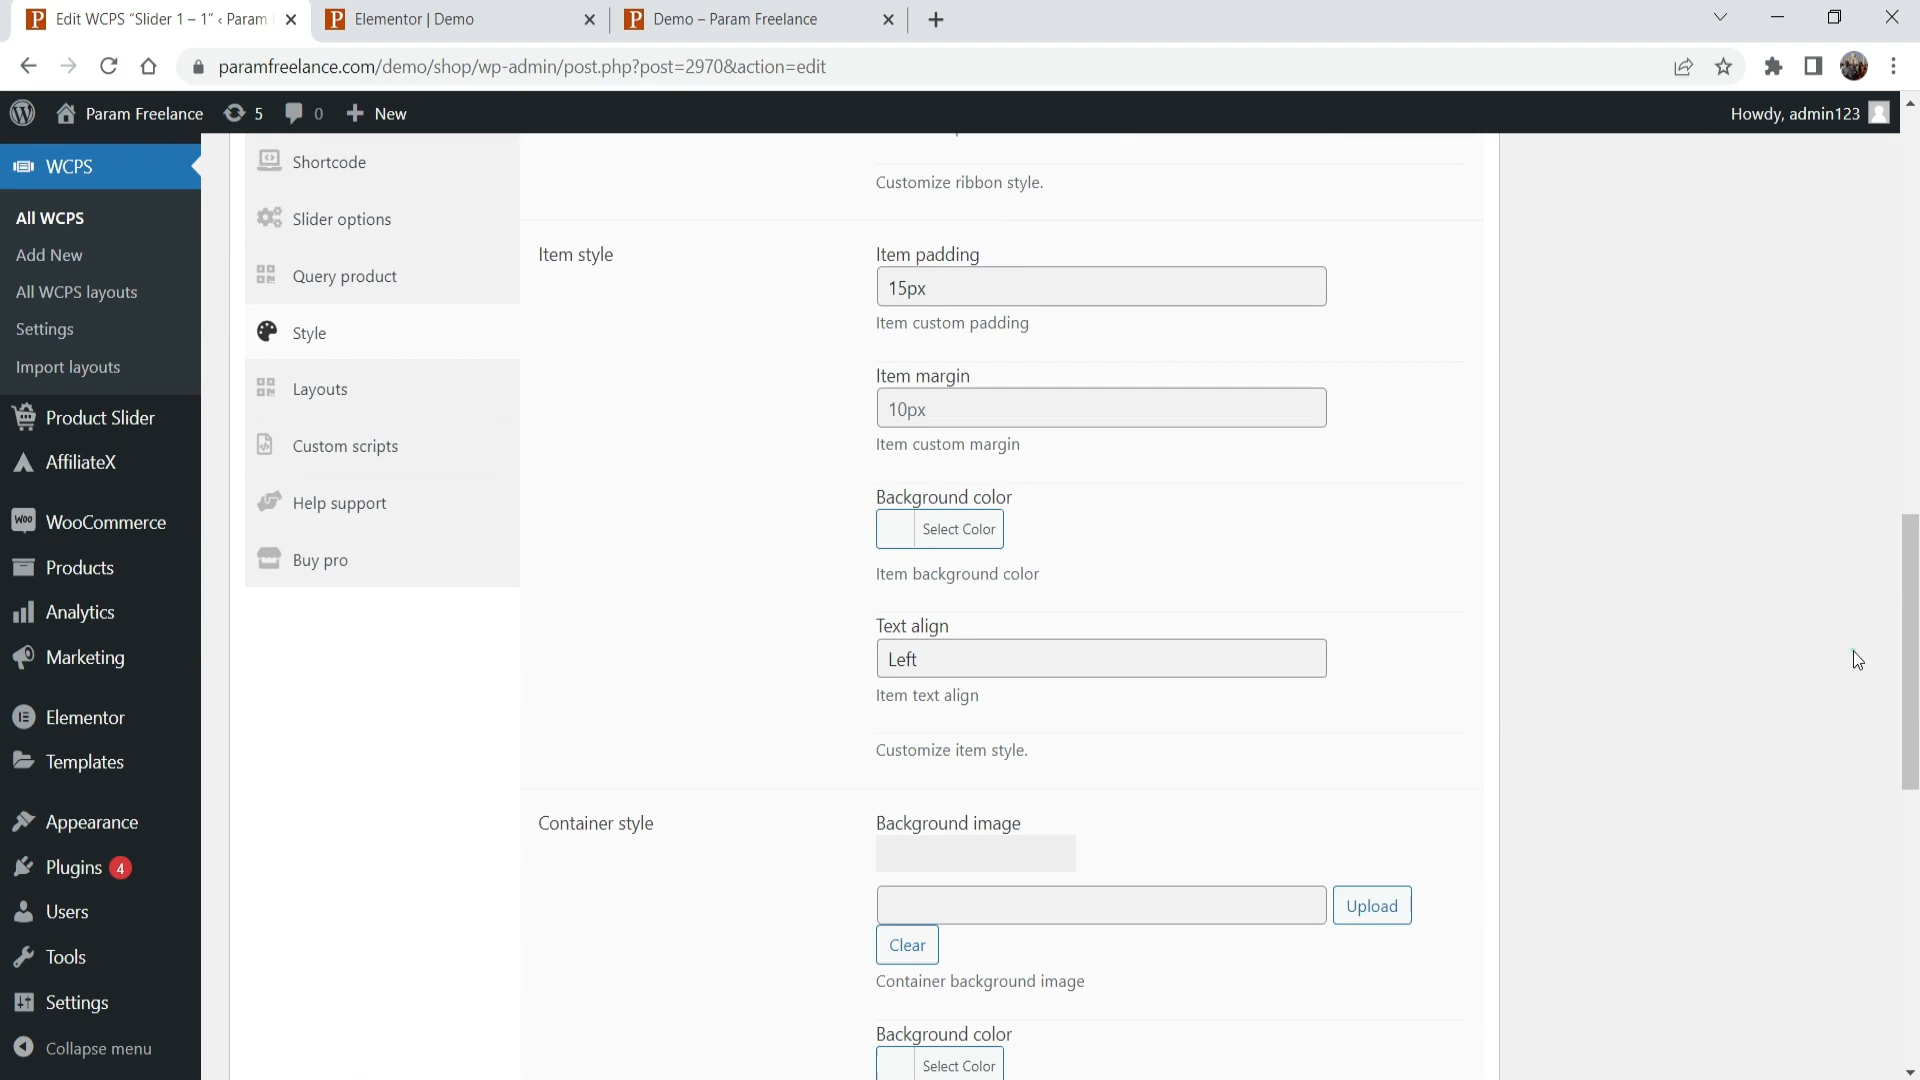 Edit WCPS “Slider 1 – 1” ‹ Param
Elementor | Demo
Demo – Param Freelance
paramfreelance.com/demo/shop/wp-admin/post.php?post=2970&action=edit
Param Freelance
5
0
New
Howdy, admin123
WCPS
All WCPS
Add New
All WCPS layouts
Settings
Import layouts
Product Slider
AffiliateX
WooCommerce
Products
Analytics
Marketing
Elementor
Templates
Appearance
Plugins 4
Users
Tools
Settings
Collapse menu
Shortcode
Slider options
Query product
Style
Layouts
Custom scripts
Help support
Buy pro
Customize ribbon style.
Item style
Item padding
15px
Item custom padding
Item margin
10px
Item custom margin
Background color
Select Color
Item background color
Text align
Left
Item text align
Customize item style.
Container style
Background image
Upload
Clear
Container background image
Background color
Select Color